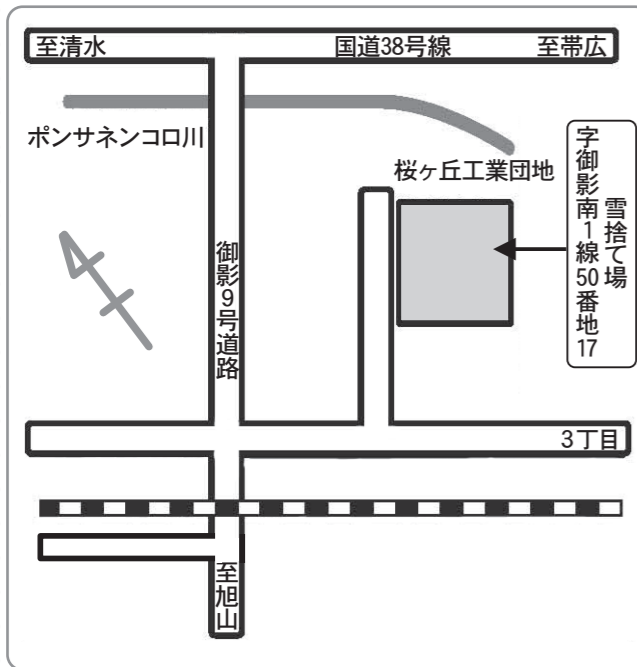 至清水
国道38号線
至帯広
ポンサネンコロ川
桜ヶ丘工業団地
雪捨て場
字御影南1線50番地17
御影9号道路
3丁目
至旭山